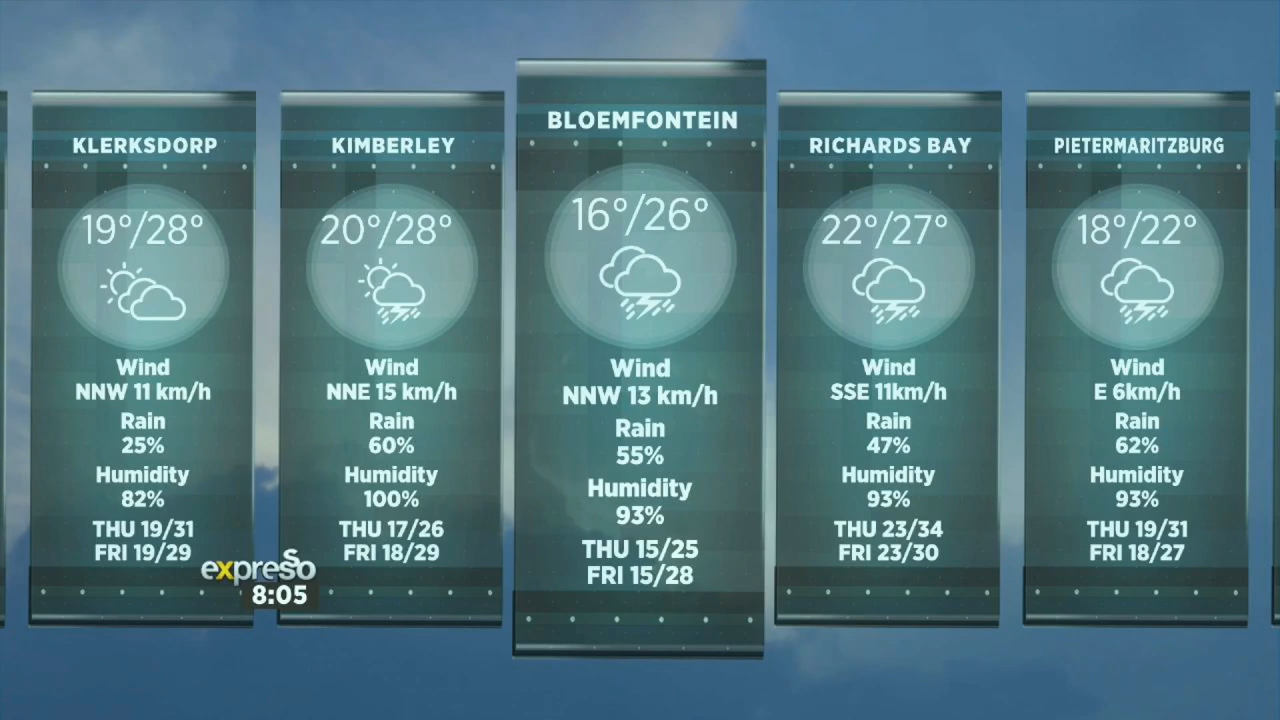 KLERKSDORP
19°/28°
Wind
NNW 11 km/h
Rain
25%
Humidity
82%
THU 19/31
FRI 19/29
KIMBERLEY
20°/28°
Wind
NNE 15 km/h
Rain
60%
Humidity
100%
THU 17/26
FRI 18/29
BLOEMFONTEIN
16°/26°
Wind
NNW 13 km/h
Rain
55%
Humidity
93%
THU 15/25
FRI 15/28
RICHARDS BAY
22°/27°
Wind
SSE 11km/h
Rain
47%
Humidity
93%
THU 23/34
FRI 23/30
PIETERMARITZBURG
18°/22°
Wind
E 6km/h
Rain
62%
Humidity
93%
THU 19/31
FRI 18/27
expresso
8:05